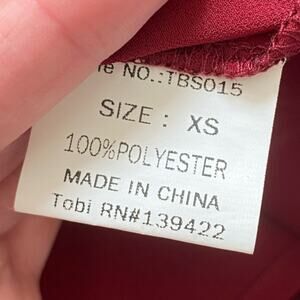 NO.:TBS015
SIZE: XS
100%POLYESTER
MADE IN CHINA
Tobi RN#139422